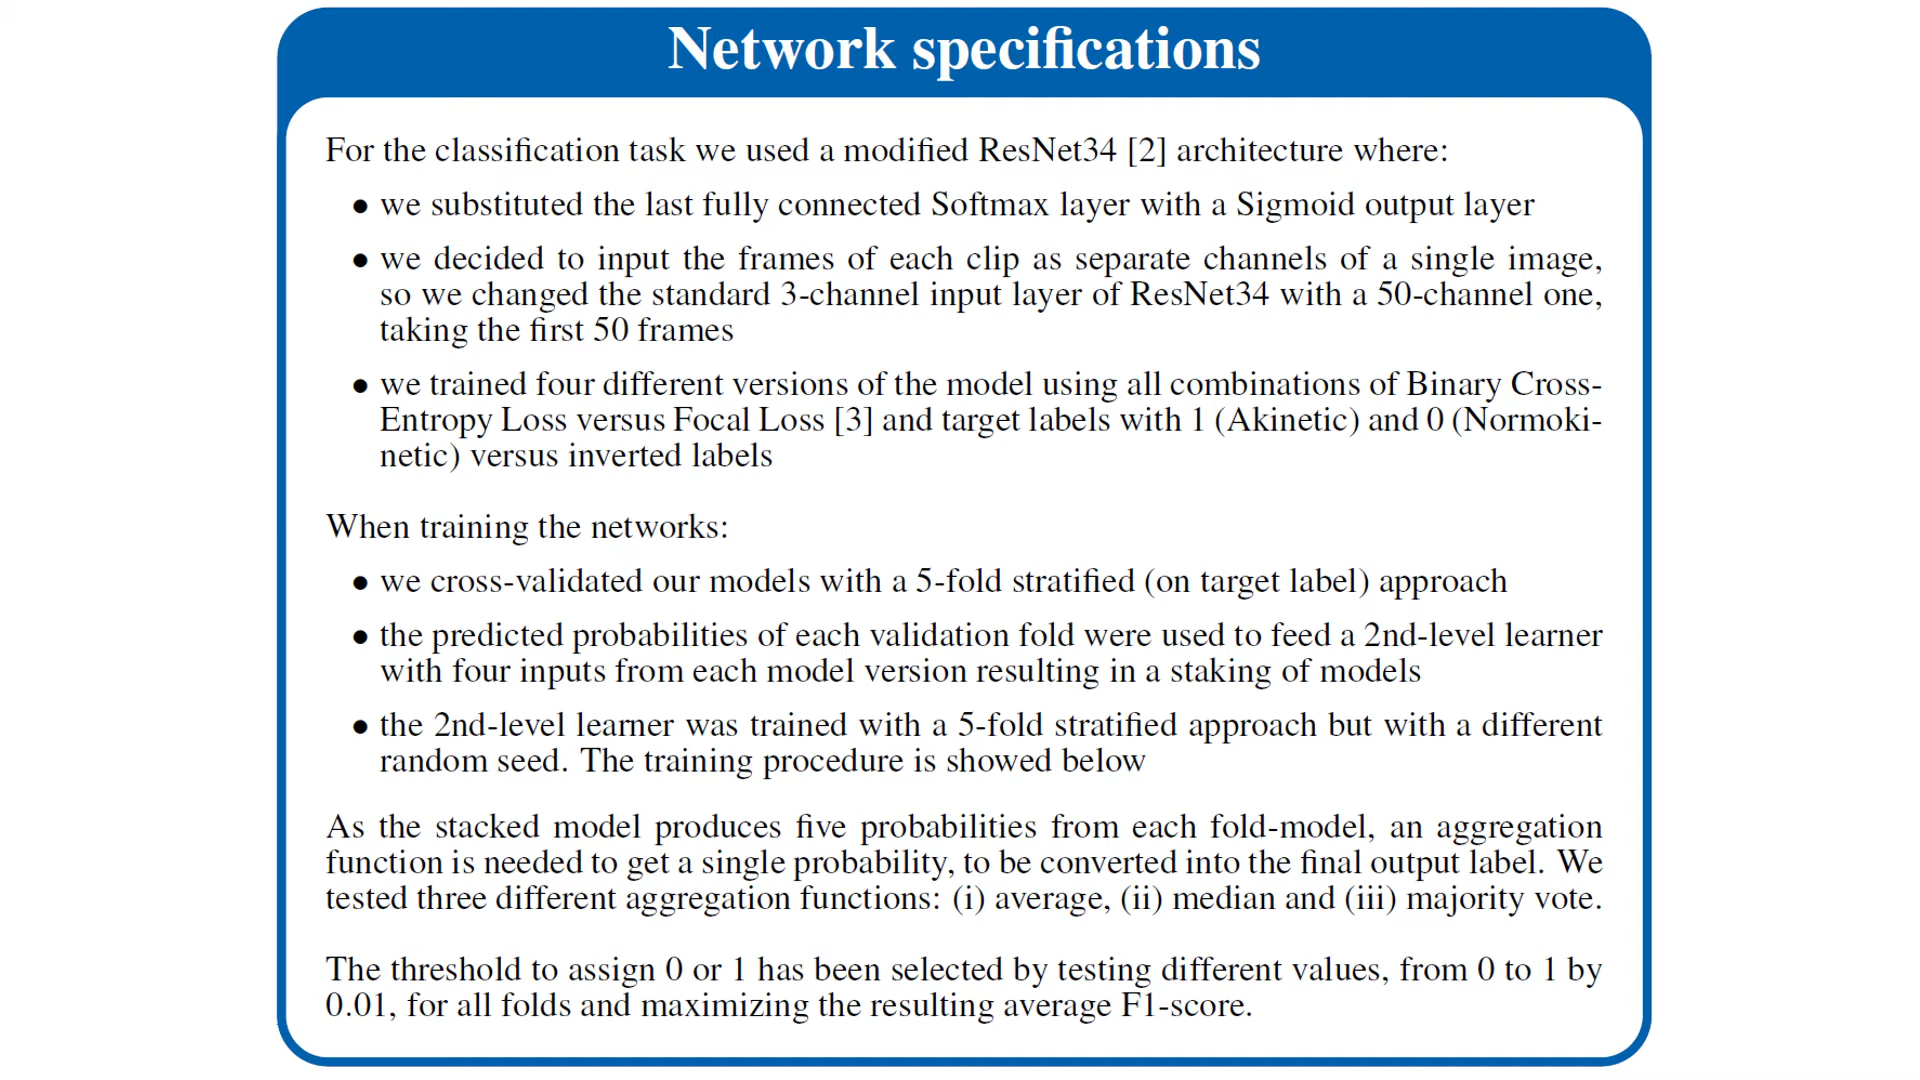 Network specifications
For the classification task we used a modified ResNet34 [2] architecture where:
• we substituted the last fully connected Softmax layer with a Sigmoid output layer
• we decided to input the frames of each clip as separate channels of a single image,
so we changed the standard 3-channel input layer of ResNet34 with a 50-channel one,
taking the first 50 frames
• we trained four different versions of the model using all combinations of Binary Cross-
Entropy Loss versus Focal Loss [3] and target labels with 1 (Akinetic) and 0 (Normoki-
netic) versus inverted labels
When training the networks:
• we cross-validated our models with a 5-fold stratified (on target label) approach
• the predicted probabilities of each validation fold were used to feed a 2nd-level learner
with four inputs from each model version resulting in a staking of models
• the 2nd-level learner was trained with a 5-fold stratified approach but with a different
random seed. The training procedure is showed below
As the stacked model produces five probabilities from each fold-model, an aggregation
function is needed to get a single probability, to be converted into the final output label. We
tested three different aggregation functions: (i) average, (ii) median and (iii) majority vote.
The threshold to assign 0 or 1 has been selected by testing different values, from 0 to 1 by
0.01, for all folds and maximizing the resulting average F1-score.